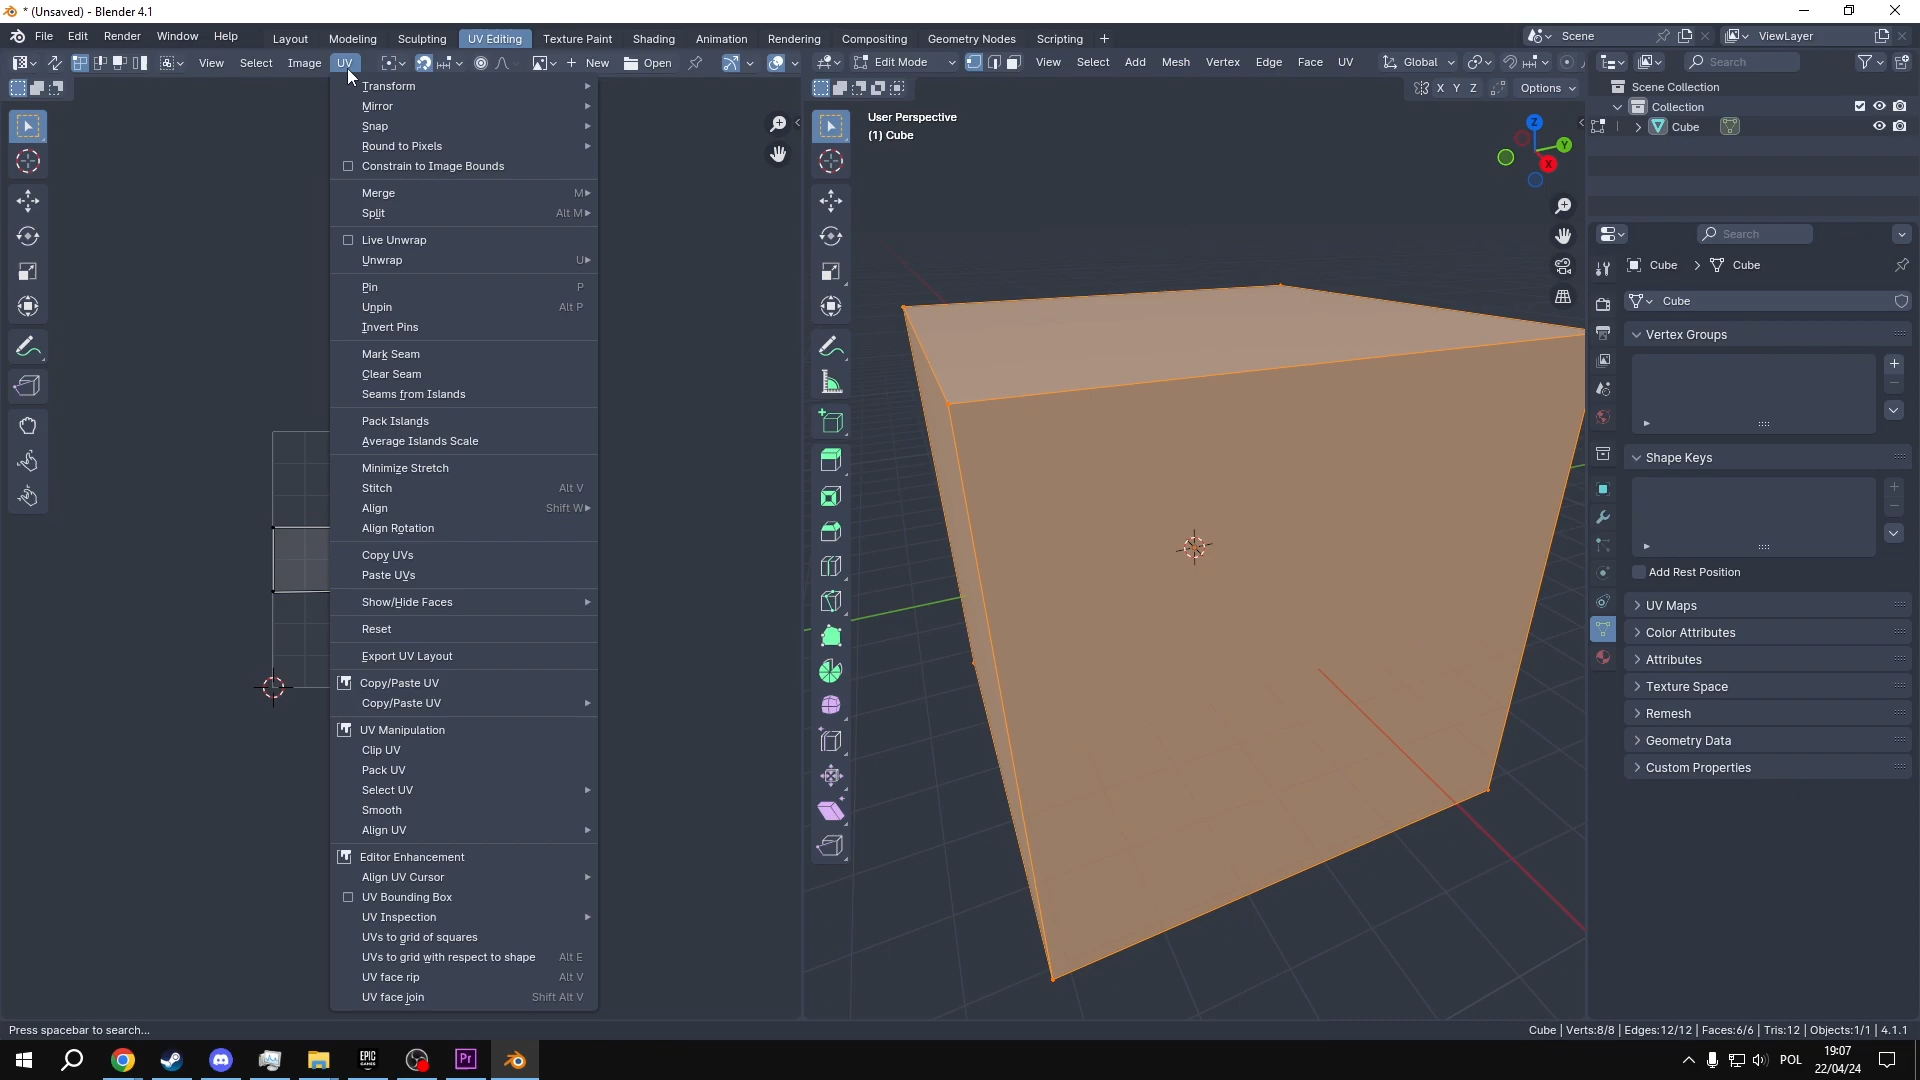 * (Unsaved) - Blender 4.1
File Edit Render Window Help Layout Modeling Sculpting UV Editing Texture Paint Shading Animation Rendering Compositing Geometry Nodes Scripting + Scene ViewLayer
View Select Image UV New Open Edit Mode View Select Add Mesh Vertex Edge Face UV Global Search
X Y Z Options
Scene Collection
Collection
Cube
User Perspective
(1) Cube
Z
Y
X
Transform
Mirror
Snap
Round to Pixels
Constrain to Image Bounds
Merge M
Split Alt M
Live Unwrap
Unwrap U
Pin P
Unpin Alt P
Invert Pins
Mark Seam
Clear Seam
Seams from Islands
Pack Islands
Average Islands Scale
Minimize Stretch
Stitch Alt V
Align Shift W
Align Rotation
Copy UVs
Paste UVs
Show/Hide Faces
Reset
Export UV Layout
Copy/Paste UV
Copy/Paste UV
UV Manipulation
Clip UV
Pack UV
Select UV
Smooth
Align UV
Editor Enhancement
Align UV Cursor
UV Bounding Box
UV Inspection
UVs to grid of squares
UVs to grid with respect to shape Alt E
UV face rip Alt V
UV face join Shift Alt V
Search
Cube > Cube
Cube
Vertex Groups
Shape Keys
Add Rest Position
UV Maps
Color Attributes
Attributes
Texture Space
Remesh
Geometry Data
Custom Properties
Press spacebar to search...
Cube | Verts:8/8 | Edges:12/12 | Faces:6/6 | Tris:12 | Objects:1/1 | 4.1.1
EPIC GAMES Pr POL 19:07
22/04/24